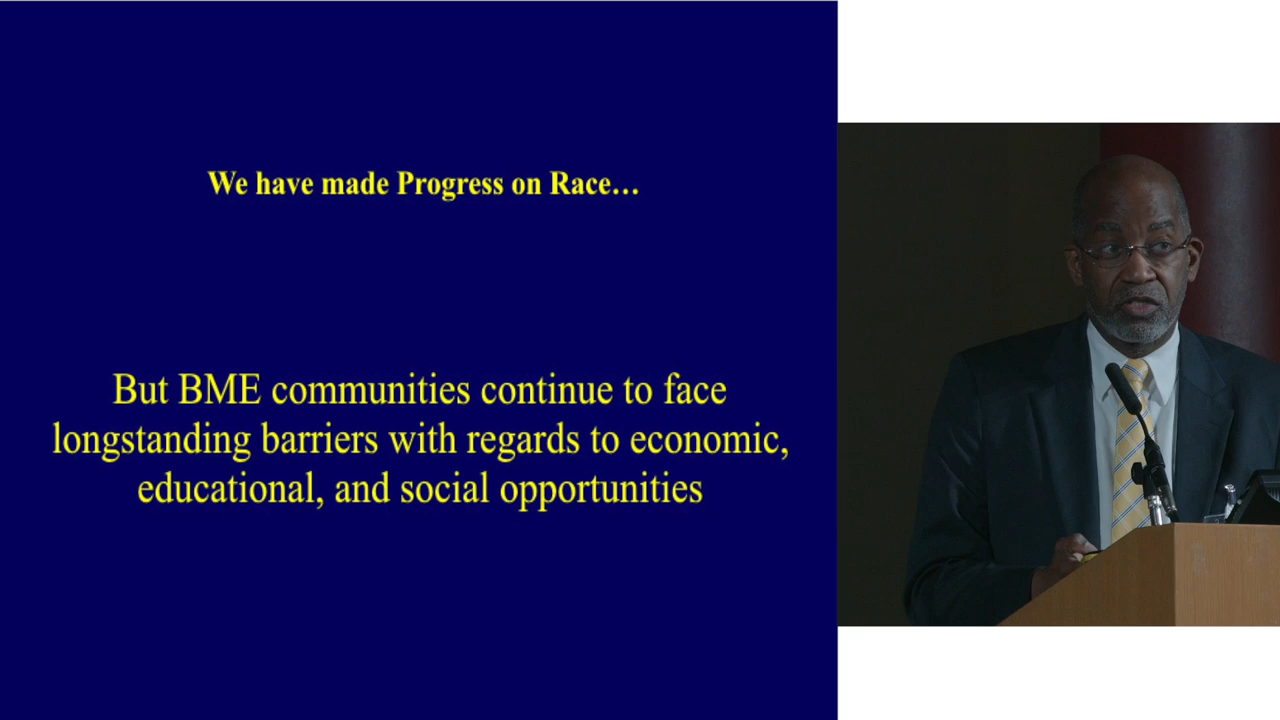 We have made Progress on Race…
But BME communities continue to face
longstanding barriers with regards to economic,
educational, and social opportunities